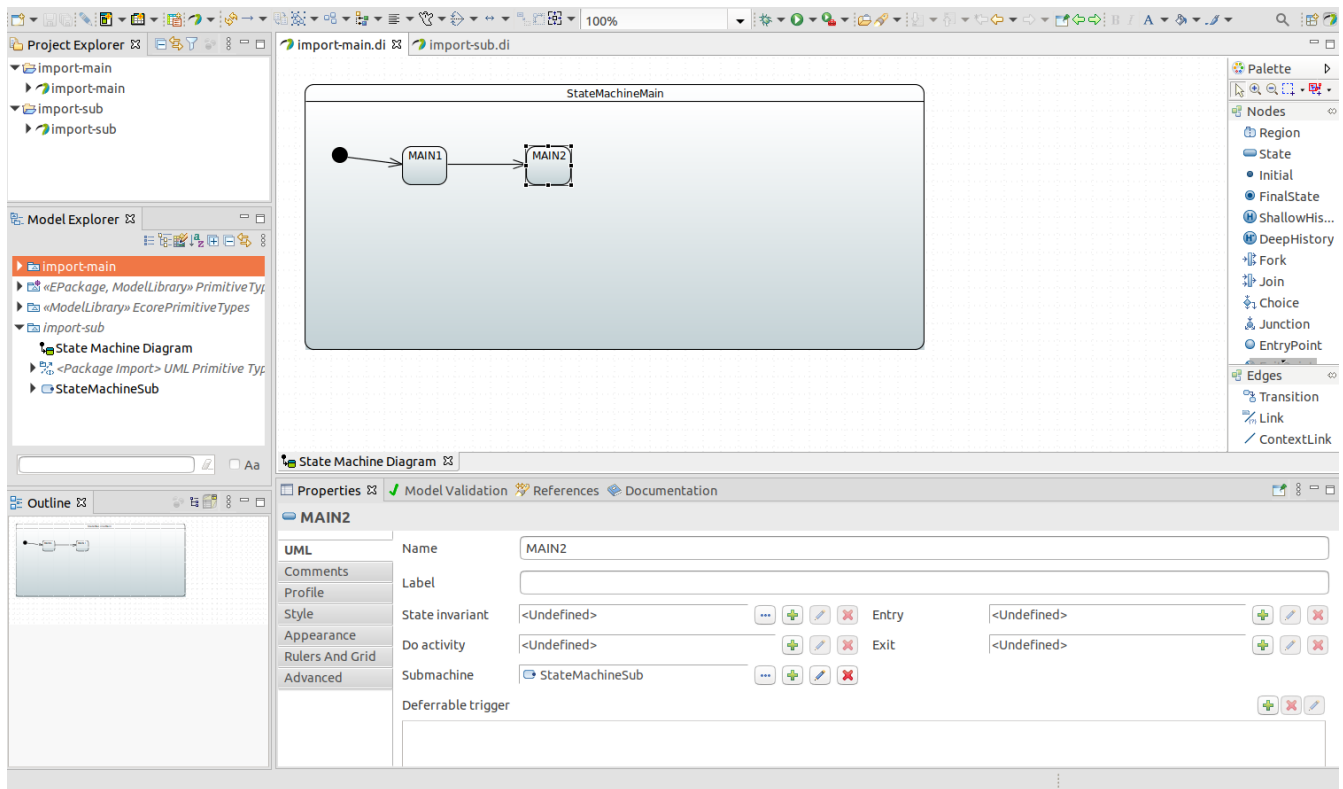 100%
B I A
Project Explorer
import-main
import-main
import-sub
import-sub
Model Explorer
import-main
«EPackage, ModelLibrary» PrimitiveTyp
«ModelLibrary» EcorePrimitiveTypes
import-sub
State Machine Diagram
<Package Import> UML Primitive Typ
StateMachineSub
Aa
Outline
import-main.di
import-sub.di
StateMachineMain
MAIN1
MAIN2
State Machine Diagram
Palette
Nodes
Region
State
Initial
FinalState
ShallowHis...
DeepHistory
Fork
Join
Choice
Junction
EntryPoint
Edges
Transition
Link
ContextLink
Properties
Model Validation
References
Documentation
MAIN2
UML
Comments
Profile
Style
Appearance
Rulers And Grid
Advanced
Name
MAIN2
Label
State invariant
<Undefined>
Entry
<Undefined>
Do activity
<Undefined>
Exit
<Undefined>
Submachine
StateMachineSub
Deferrable trigger